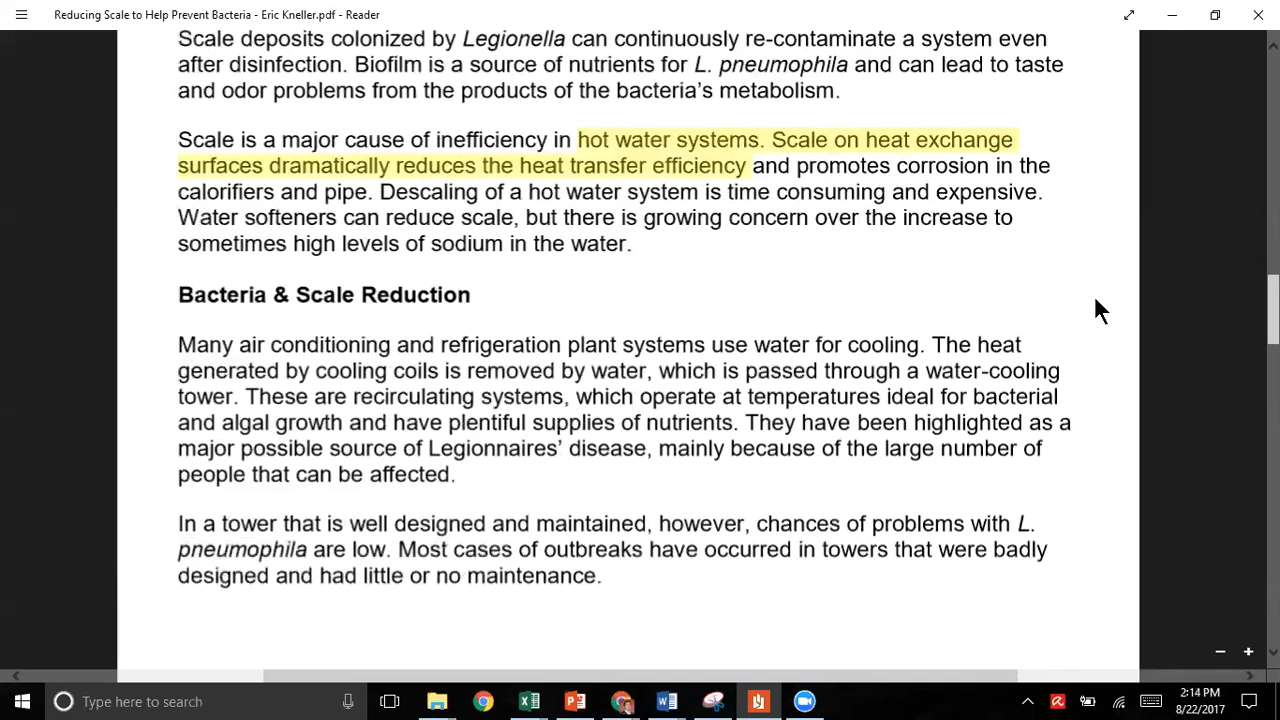 Reducing Scale to Help Prevent Bacteria - Eric Kneller.pdf - Reader
Scale deposits colonized by Legionella can continuously re-contaminate a system even
after disinfection. Biofilm is a source of nutrients for L. pneumophila and can lead to taste
and odor problems from the products of the bacteria's metabolism.
Scale is a major cause of inefficiency in hot water systems. Scale on heat exchange
surfaces dramatically reduces the heat transfer efficiency and promotes corrosion in the
calorifiers and pipe. Descaling of a hot water system is time consuming and expensive.
Water softeners can reduce scale, but there is growing concern over the increase to
sometimes high levels of sodium in the water.
Bacteria & Scale Reduction
Many air conditioning and refrigeration plant systems use water for cooling. The heat
generated by cooling coils is removed by water, which is passed through a water-cooling
tower. These are recirculating systems, which operate at temperatures ideal for bacterial
and algal growth and have plentiful supplies of nutrients. They have been highlighted as a
major possible source of Legionnaires' disease, mainly because of the large number of
people that can be affected.
In a tower that is well designed and maintained, however, chances of problems with L.
pneumophila are low. Most cases of outbreaks have occurred in towers that were badly
designed and had little or no maintenance.
Type here to search
2:14 PM
8/22/2017